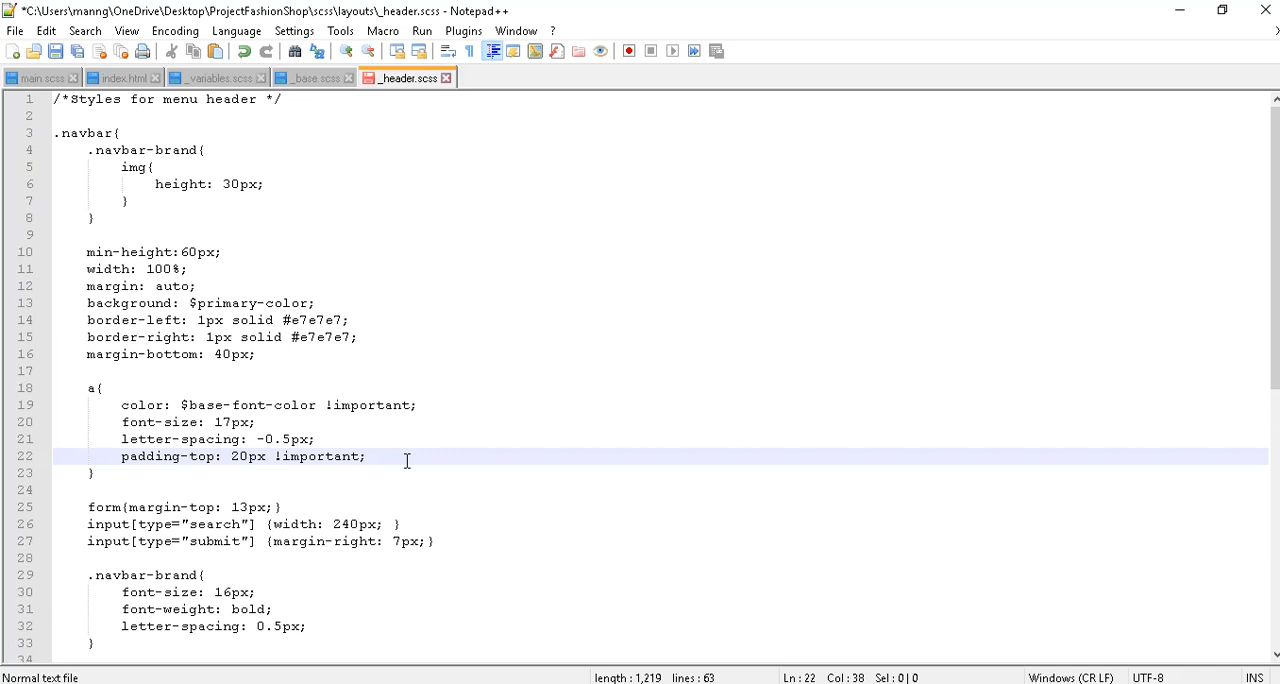 *C:\Users\manng\OneDrive\Desktop\ProjectFashionShop\scss\layouts\_header.scss - Notepad++
File Edit Search View Encoding Language Settings Tools Macro Run Plugins Window ?
main.scss index.html _variables.scss _base.scss _header.scss
1 /*Styles for menu header */
2
3 .navbar{
4 .navbar-brand{
5 img{
6 height: 30px;
7 }
8 }
9
10 min-height:60px;
11 width: 100%;
12 margin: auto;
13 background: $primary-color;
14 border-left: 1px solid #e7e7e7;
15 border-right: 1px solid #e7e7e7;
16 margin-bottom: 40px;
17
18 a{
19 color: $base-font-color !important;
20 font-size: 17px;
21 letter-spacing: -0.5px;
22 padding-top: 20px !important;
23 }
24
25 form{margin-top: 13px;}
26 input[type="search"] {width: 240px; }
27 input[type="submit"] {margin-right: 7px;}
28
29 .navbar-brand{
30 font-size: 16px;
31 font-weight: bold;
32 letter-spacing: 0.5px;
33 }
34
Normal text file length : 1,219 lines : 63 Ln : 22 Col : 38 Sel : 0 | 0 Windows (CR LF) UTF-8 INS